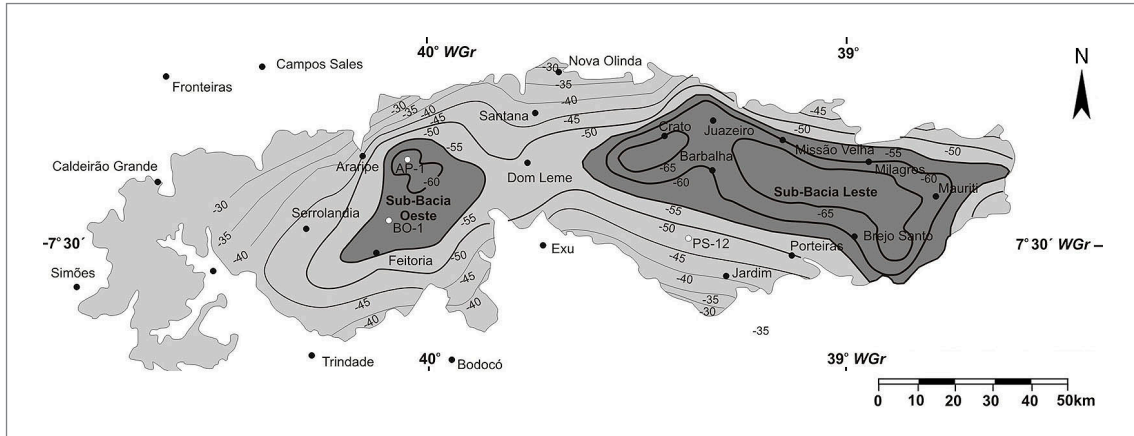 40° WGr
39°
N
Nova Olinda
Campos Sales
Fronteiras
-30
-35
-40
-45
-30
-35
-40
-45
-50
-55
Santana
-50
-45
-50
-55
-50
Crato
Juazeiro
Missão Velha
Milagres
Caldeirão Grande
Araripe
AP-1
-60
Dom Leme
Barbalha
-65
-60
-60
Mauriti
Sub-Bacia Leste
Sub-Bacia
Oeste
-30
Serrolandia
BO-1
-55
-55
-65
-50
PS-12
Brejo Santo
-7° 30´
-35
-40
Feitoria
-50
Exu
-45
Porteiras
7° 30´ WGr
Simões
-45
-40
-40
Jardim
-45
-40
-35
-30
-35
Trindade
40°
Bodocó
39° WGr
0 10 20 30 40 50km